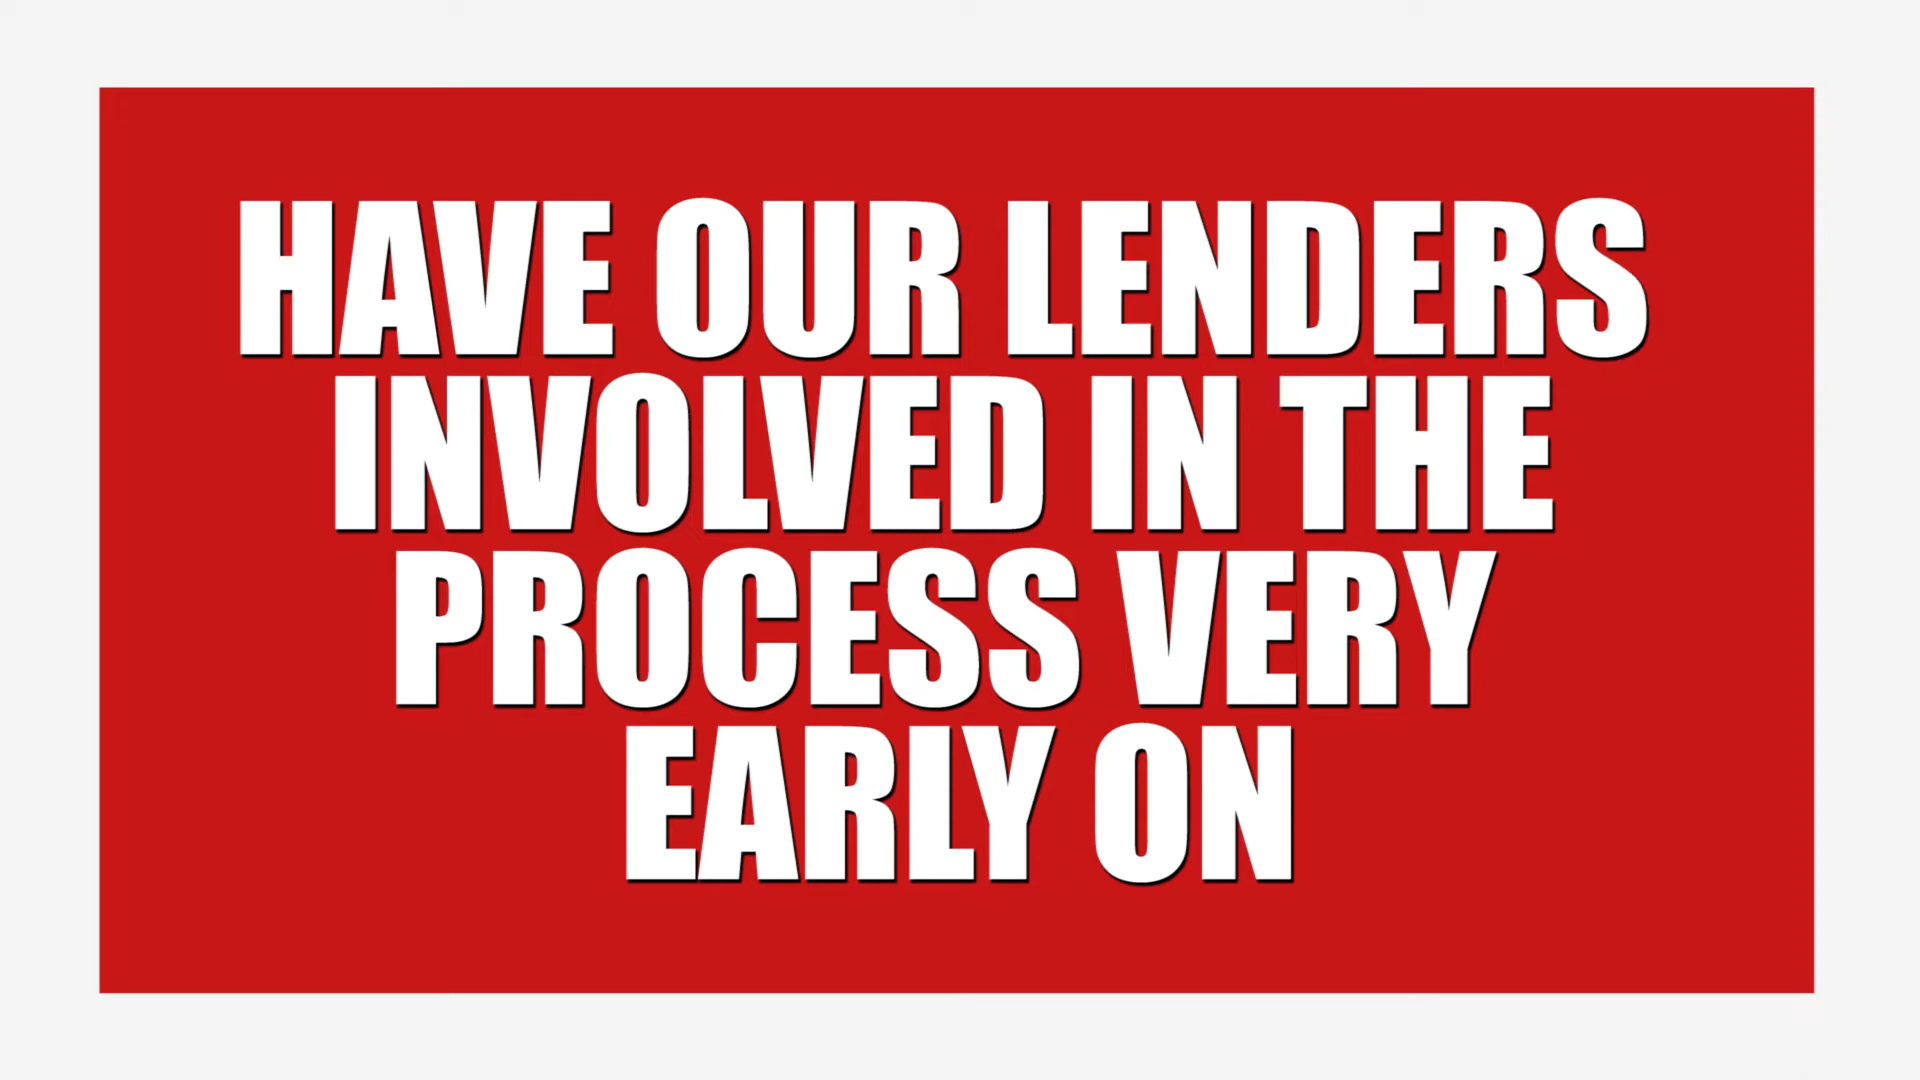 HAVE OUR LENDERS
INVOLVED IN THE
PROCESS VERY
EARLY ON